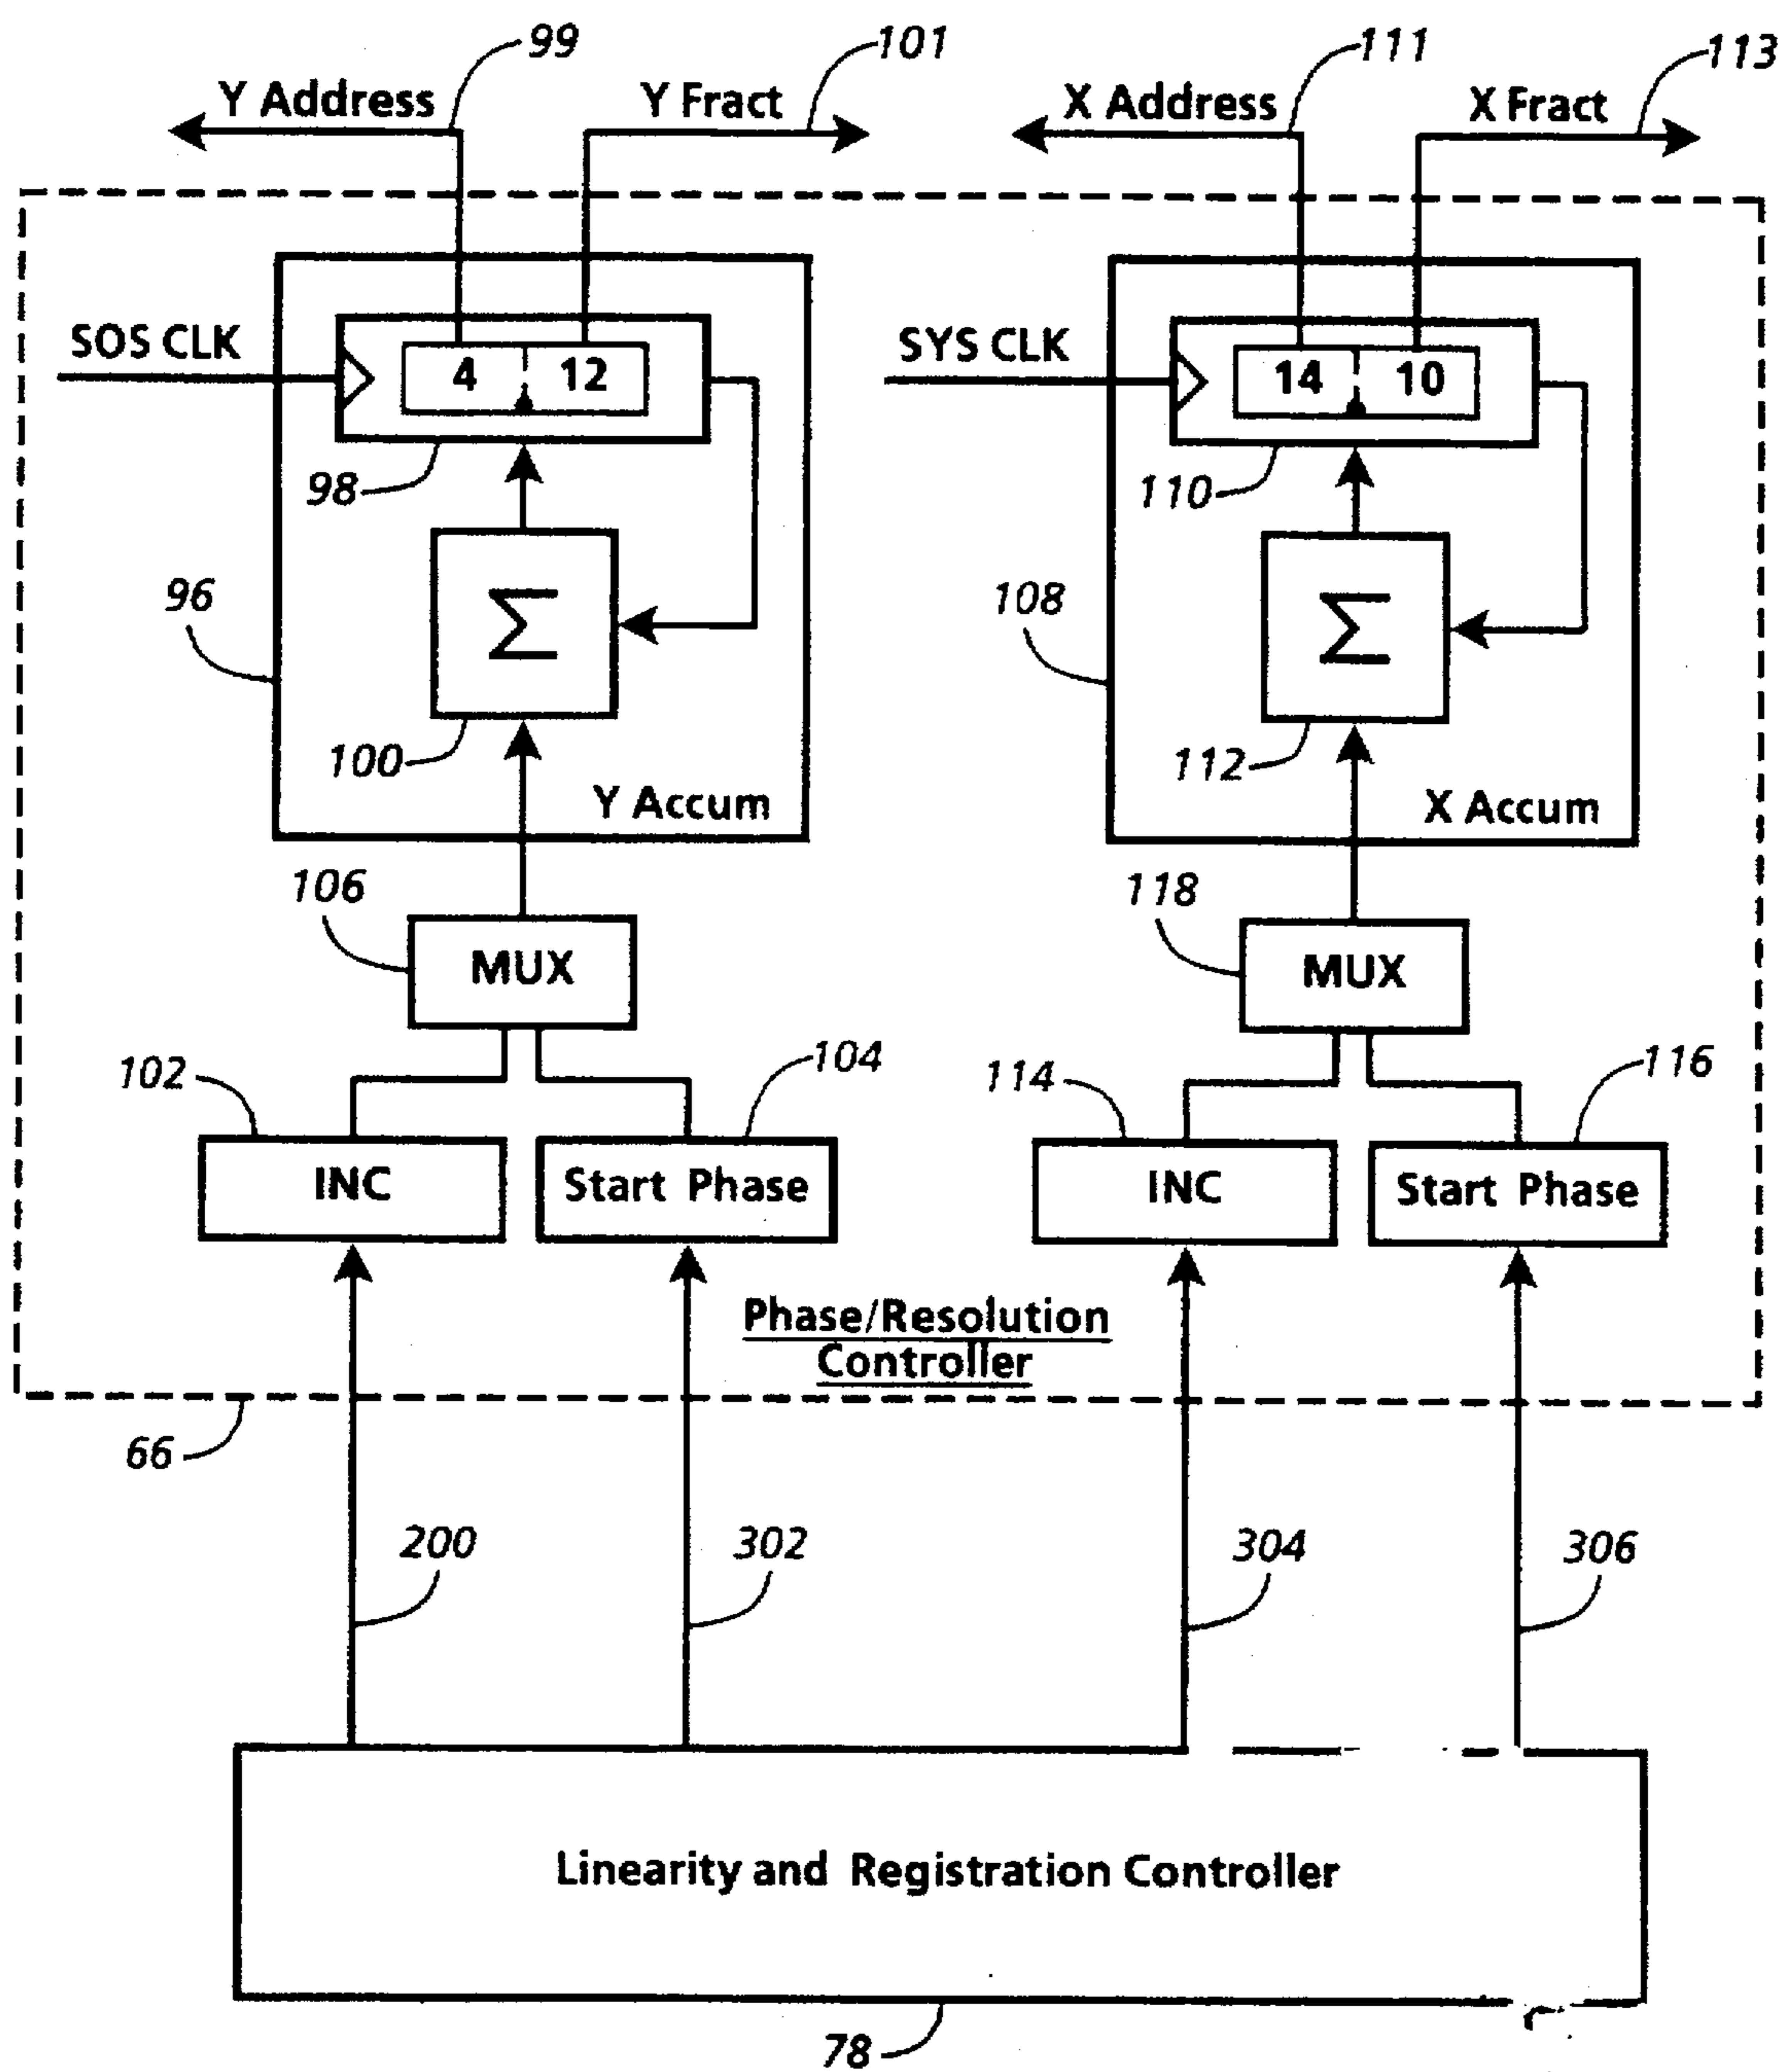 99
101
111
113
Y Address
Y Fract
X Address
X Fract
SOS CLK
4
12
SYS CLK
14
10
98
110
96
Σ
108
Σ
100
112
Y Accum
X Accum
106
118
MUX
MUX
102
104
114
116
INC
Start Phase
INC
Start Phase
Phase/Resolution
Controller
66
200
302
304
306
Linearity and Registration Controller
78